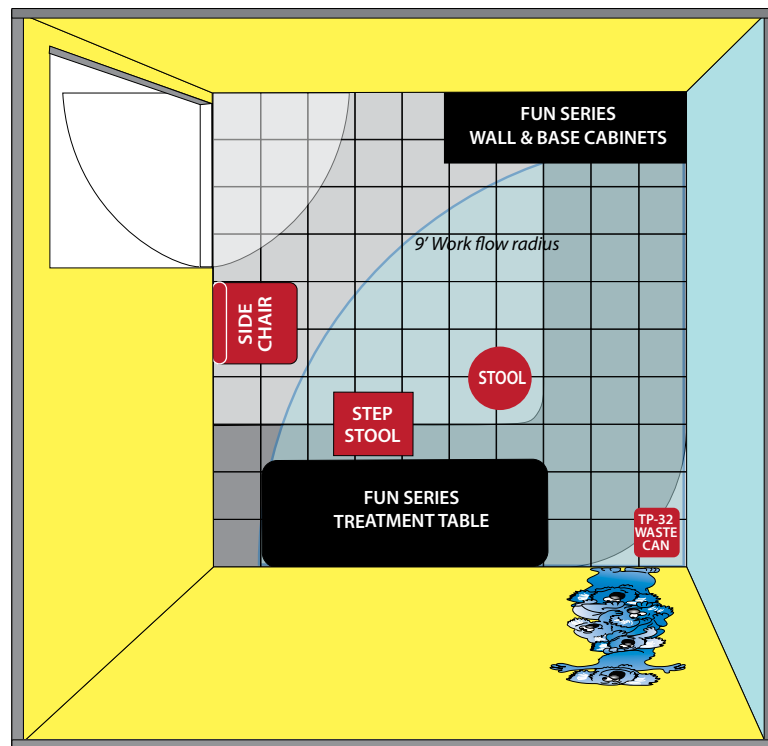 FUN SERIES
WALL & BASE CABINETS
9’ Work flow radius
SIDE
CHAIR
STOOL
STEP
STOOL
FUN SERIES
TREATMENT TABLE
TP-32
WASTE
CAN